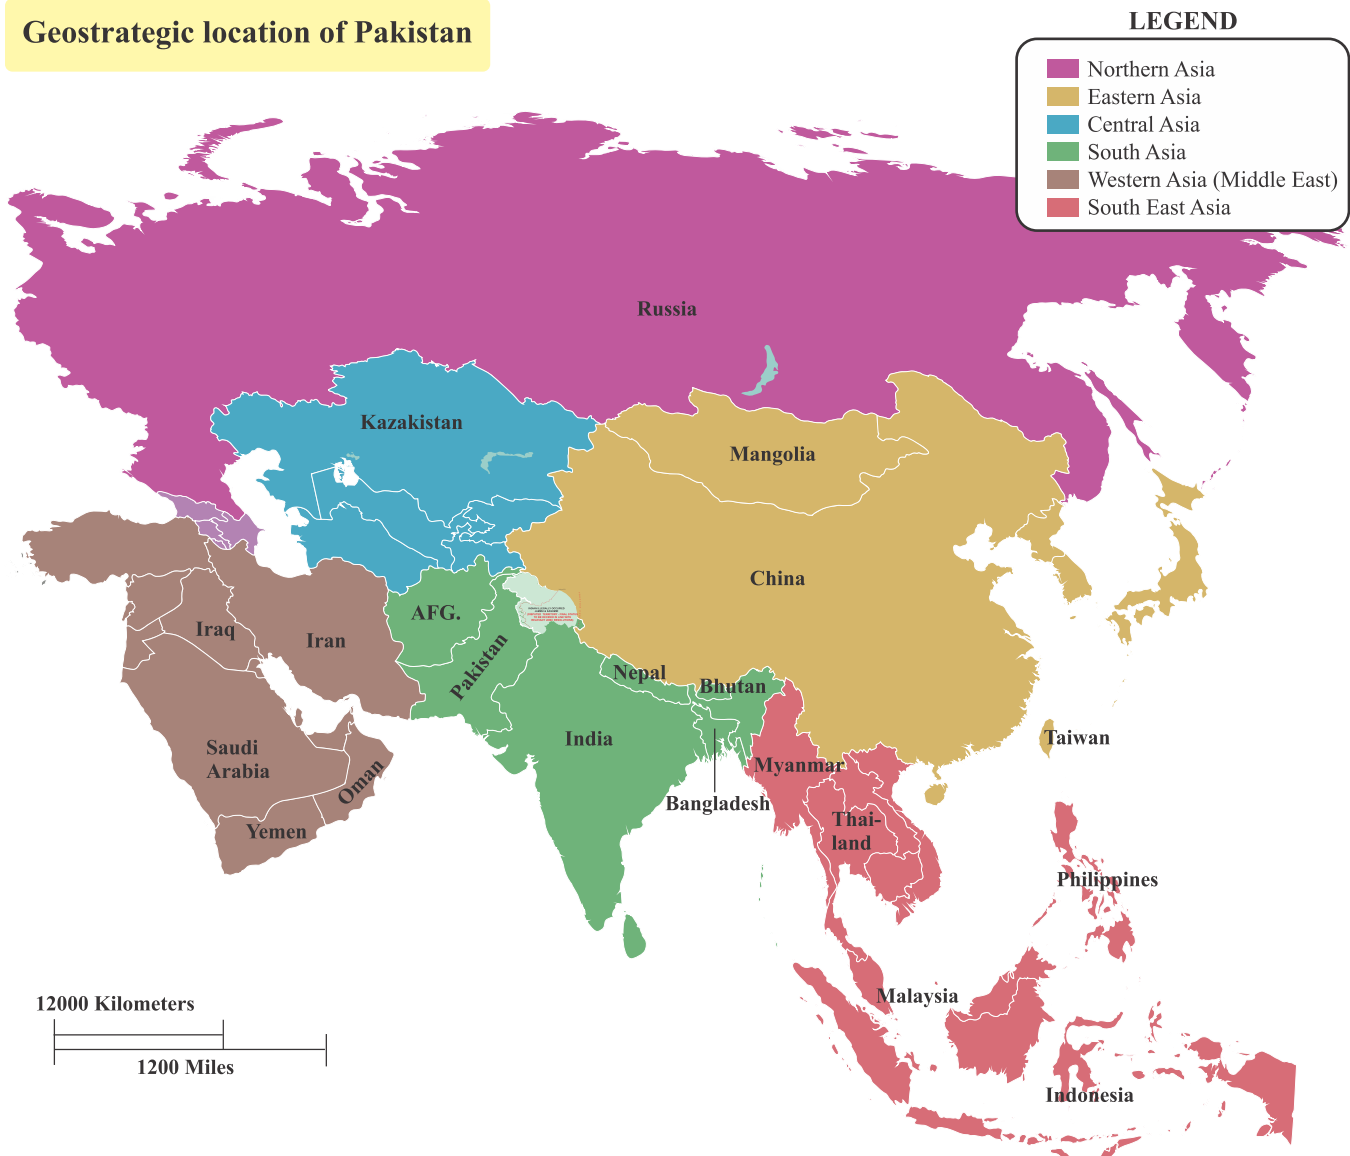 Geostrategic location of Pakistan
LEGEND
Northern Asia
Eastern Asia
Central Asia
South Asia
Western Asia (Middle East)
South East Asia
Russia
Kazakistan
Mangolia
China
AFG.
Iraq
Iran
Pakistan
Nepal
Bhutan
India
Saudi
Arabia
Oman
Yemen
Taiwan
Myanmar
Bangladesh
Thai-
land
Philippines
Malaysia
Indonesia
12000 Kilometers
1200 Miles